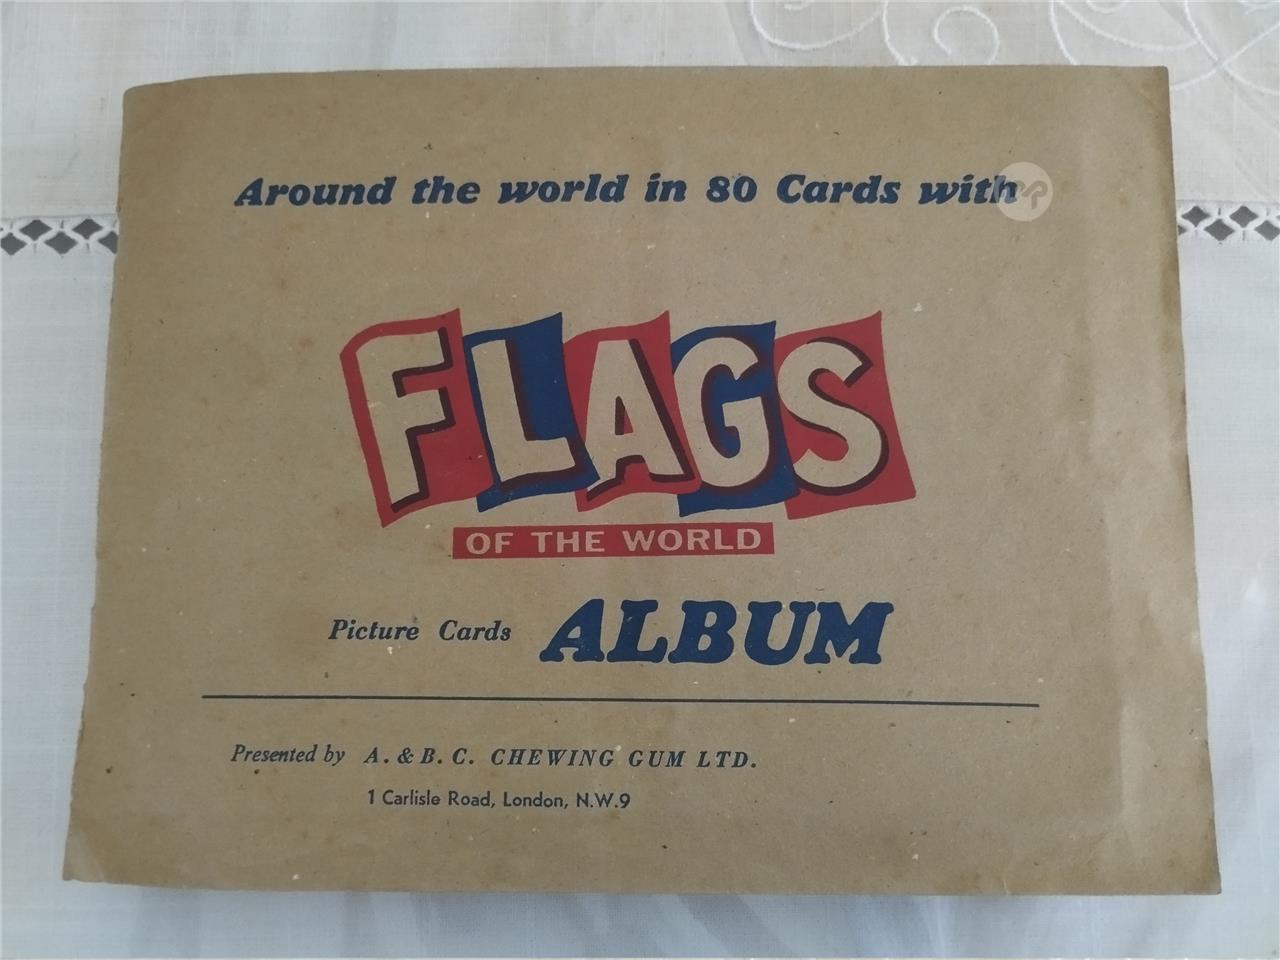 Around the world in 80 Cards with
FLAGS
OF THE WORLD
Picture Cards ALBUM
Presented by A. & B. C. CHEWING GUM LTD.
1 Carlisle Road, London, N.W.9